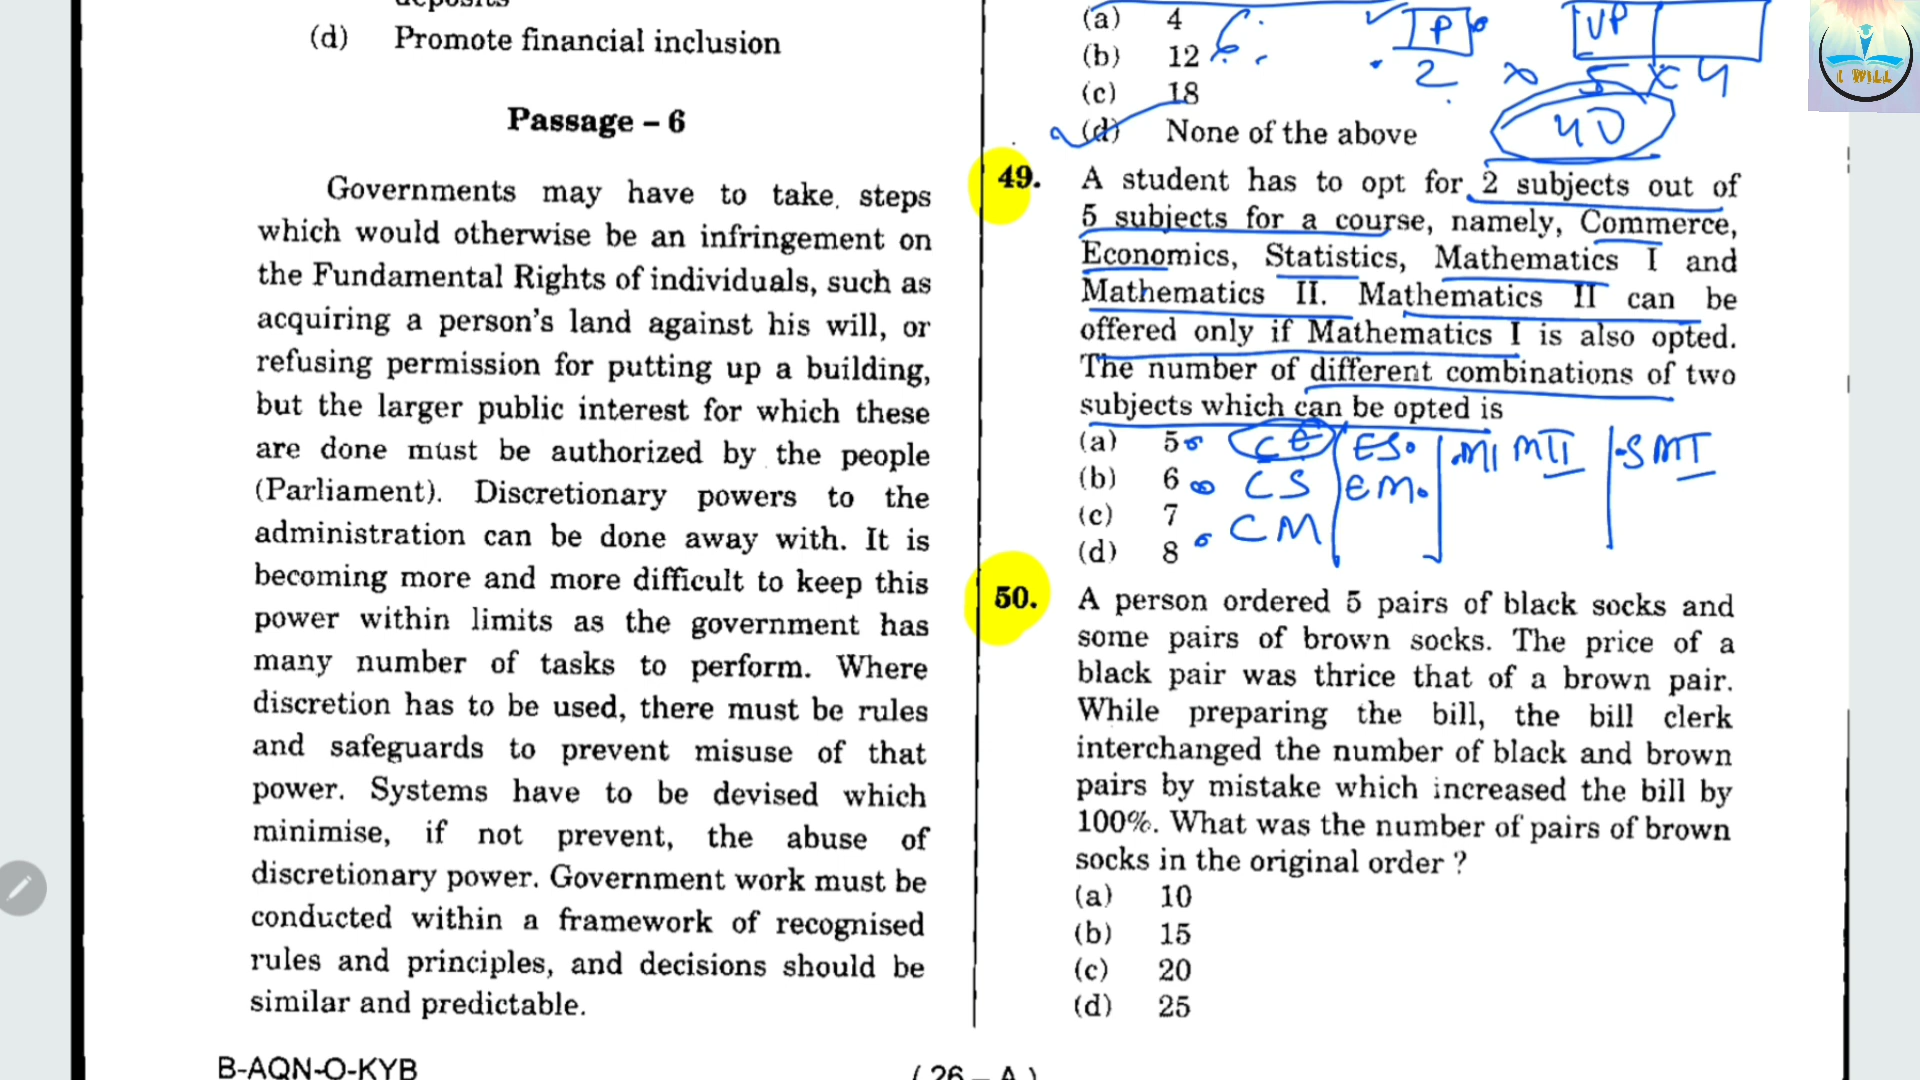 deposits
(d) Promote financial inclusion
Passage – 6
Governments may have to take steps
which would otherwise be an infringement on
the Fundamental Rights of individuals, such as
acquiring a person's land against his will, or
refusing permission for putting up a building,
but the larger public interest for which these
are done must be authorized by the people
(Parliament). Discretionary powers to the
administration can be done away with. It is
becoming more and more difficult to keep this
power within limits as the government has
many number of tasks to perform. Where
discretion has to be used, there must be rules
and safeguards to prevent misuse of that
power. Systems have to be devised which
minimise, if not prevent, the abuse of
discretionary power. Government work must be
conducted within a framework of recognised
rules and principles, and decisions should be
similar and predictable.
B-AQN-O-KYB
( 26 – A )
(a) 4
(b) 12
(c) 18
(d) None of the above
P
VP
2 × 5 × 4
40
I WILL
49. A student has to opt for 2 subjects out of
5 subjects for a course, namely, Commerce,
Economics, Statistics, Mathematics I and
Mathematics II. Mathematics II can be
offered only if Mathematics I is also opted.
The number of different combinations of two
subjects which can be opted is
(a) 5
(b) 6
(c) 7
(d) 8
CE ES MI MII SMI
CS EM
CM
50. A person ordered 5 pairs of black socks and
some pairs of brown socks. The price of a
black pair was thrice that of a brown pair.
While preparing the bill, the bill clerk
interchanged the number of black and brown
pairs by mistake which increased the bill by
100%. What was the number of pairs of brown
socks in the original order ?
(a) 10
(b) 15
(c) 20
(d) 25